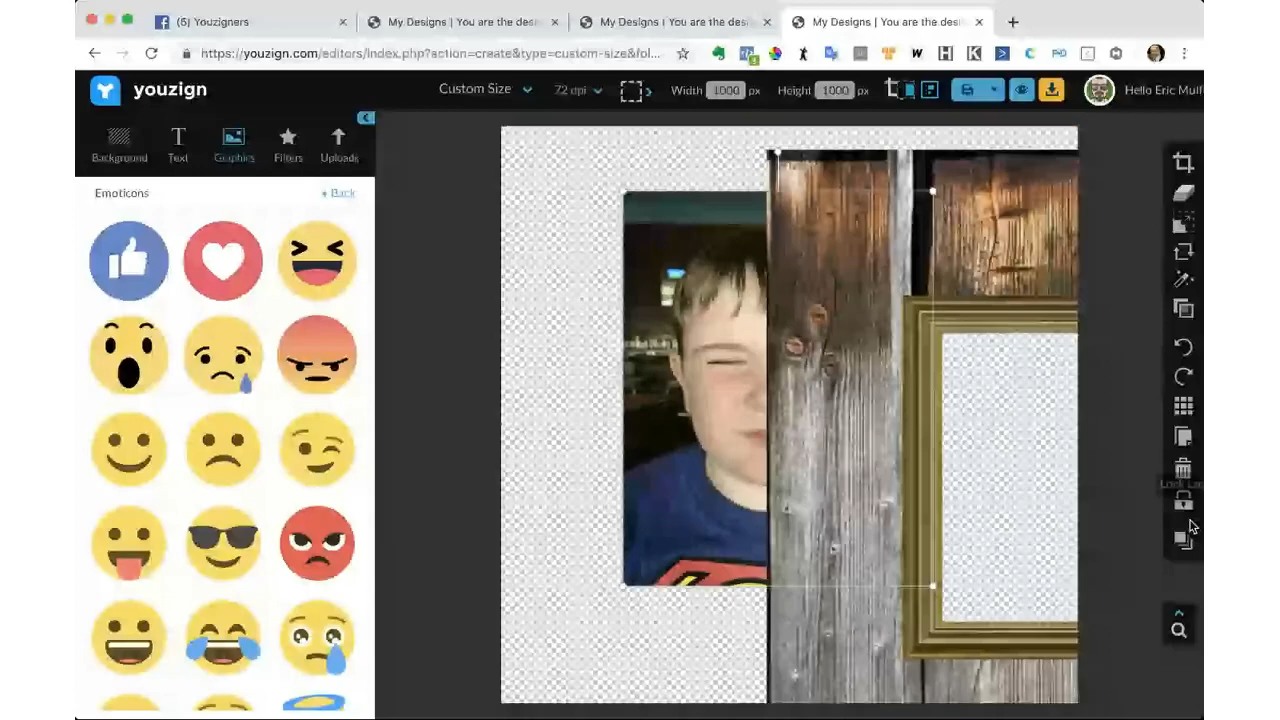 (5) Youzigners
My Designs | You are the desi
My Designs | You are the desi
My Designs | You are the desi
https://youzign.com/editors/index.php?action=create&type=custom-size&fol...
youzign
Custom Size
72 dpi
Width 1000 px
Height 1000 px
Hello Eric Mulf
Background
Text
Graphics
Filters
Uploads
Emoticons
Back